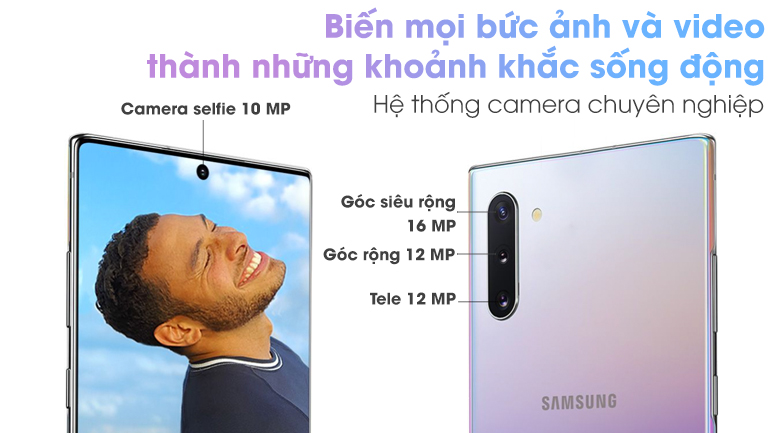 Biến mọi bức ảnh và video
thành những khoảnh khắc sống động
Hệ thống camera chuyên nghiệp
Camera selfie 10 MP
Góc siêu rộng
16 MP
Góc rộng 12 MP
Tele 12 MP
SAMSUNG